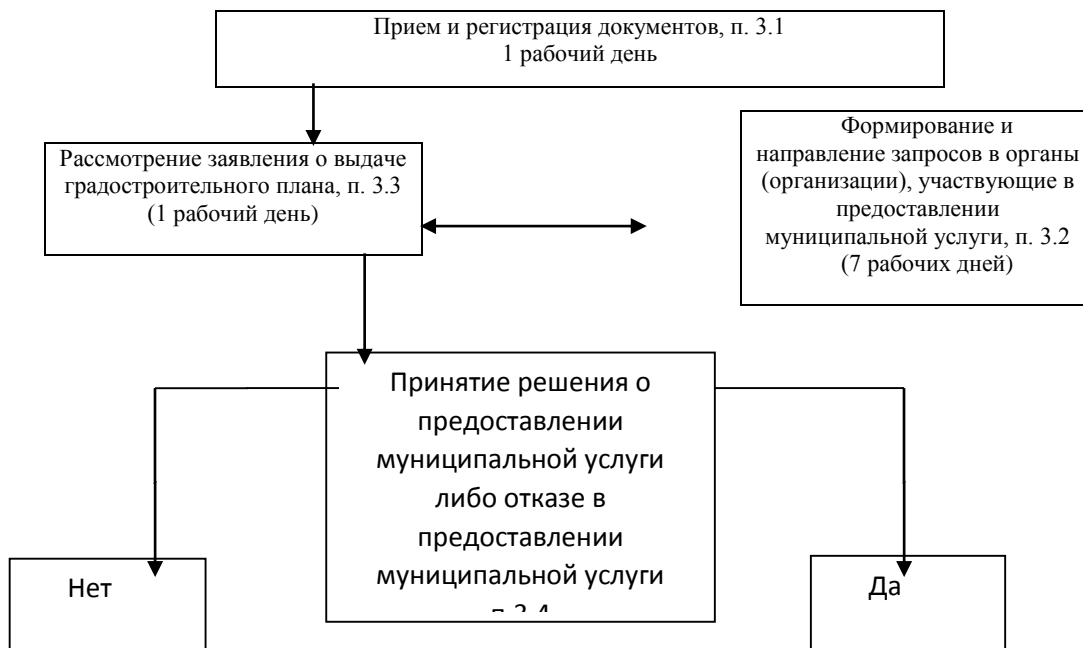 Прием и регистрация документов, п. 3.1
1 рабочий день
Рассмотрение заявления о выдаче
градостроительного плана, п. 3.3
(1 рабочий день)
Формирование и
направление запросов в органы
(организации), участвующие в
предоставлении
муниципальной услуги, п. 3.2
(7 рабочих дней)
Принятие решения о
предоставлении
муниципальной услуги
либо отказе в
предоставлении
муниципальной услуги
Нет
Да